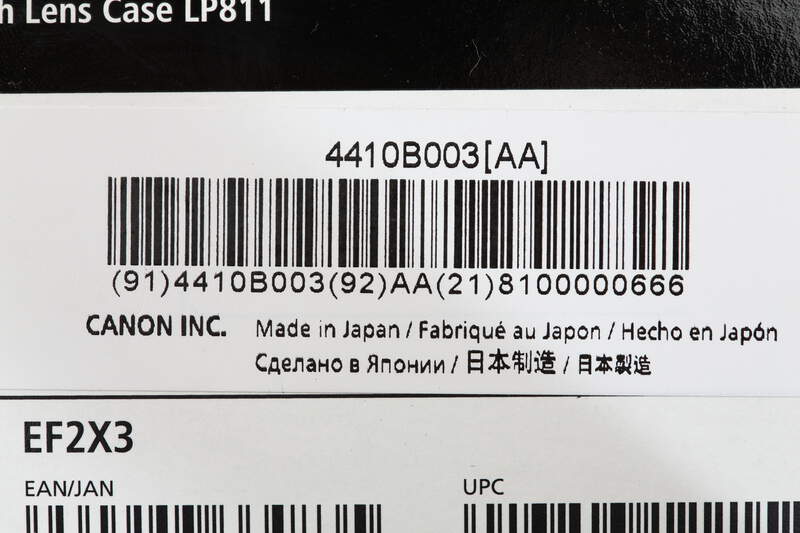 Lens Case LP811
4410B003[AA]
(91)4410B003(92)AA(21)8100000666
CANON INC. Made in Japan / Fabriqué au Japon / Hecho en Japón
Сделано в Японии / 日本制造 / 日本製造
EF2X3
EAN/JAN UPC